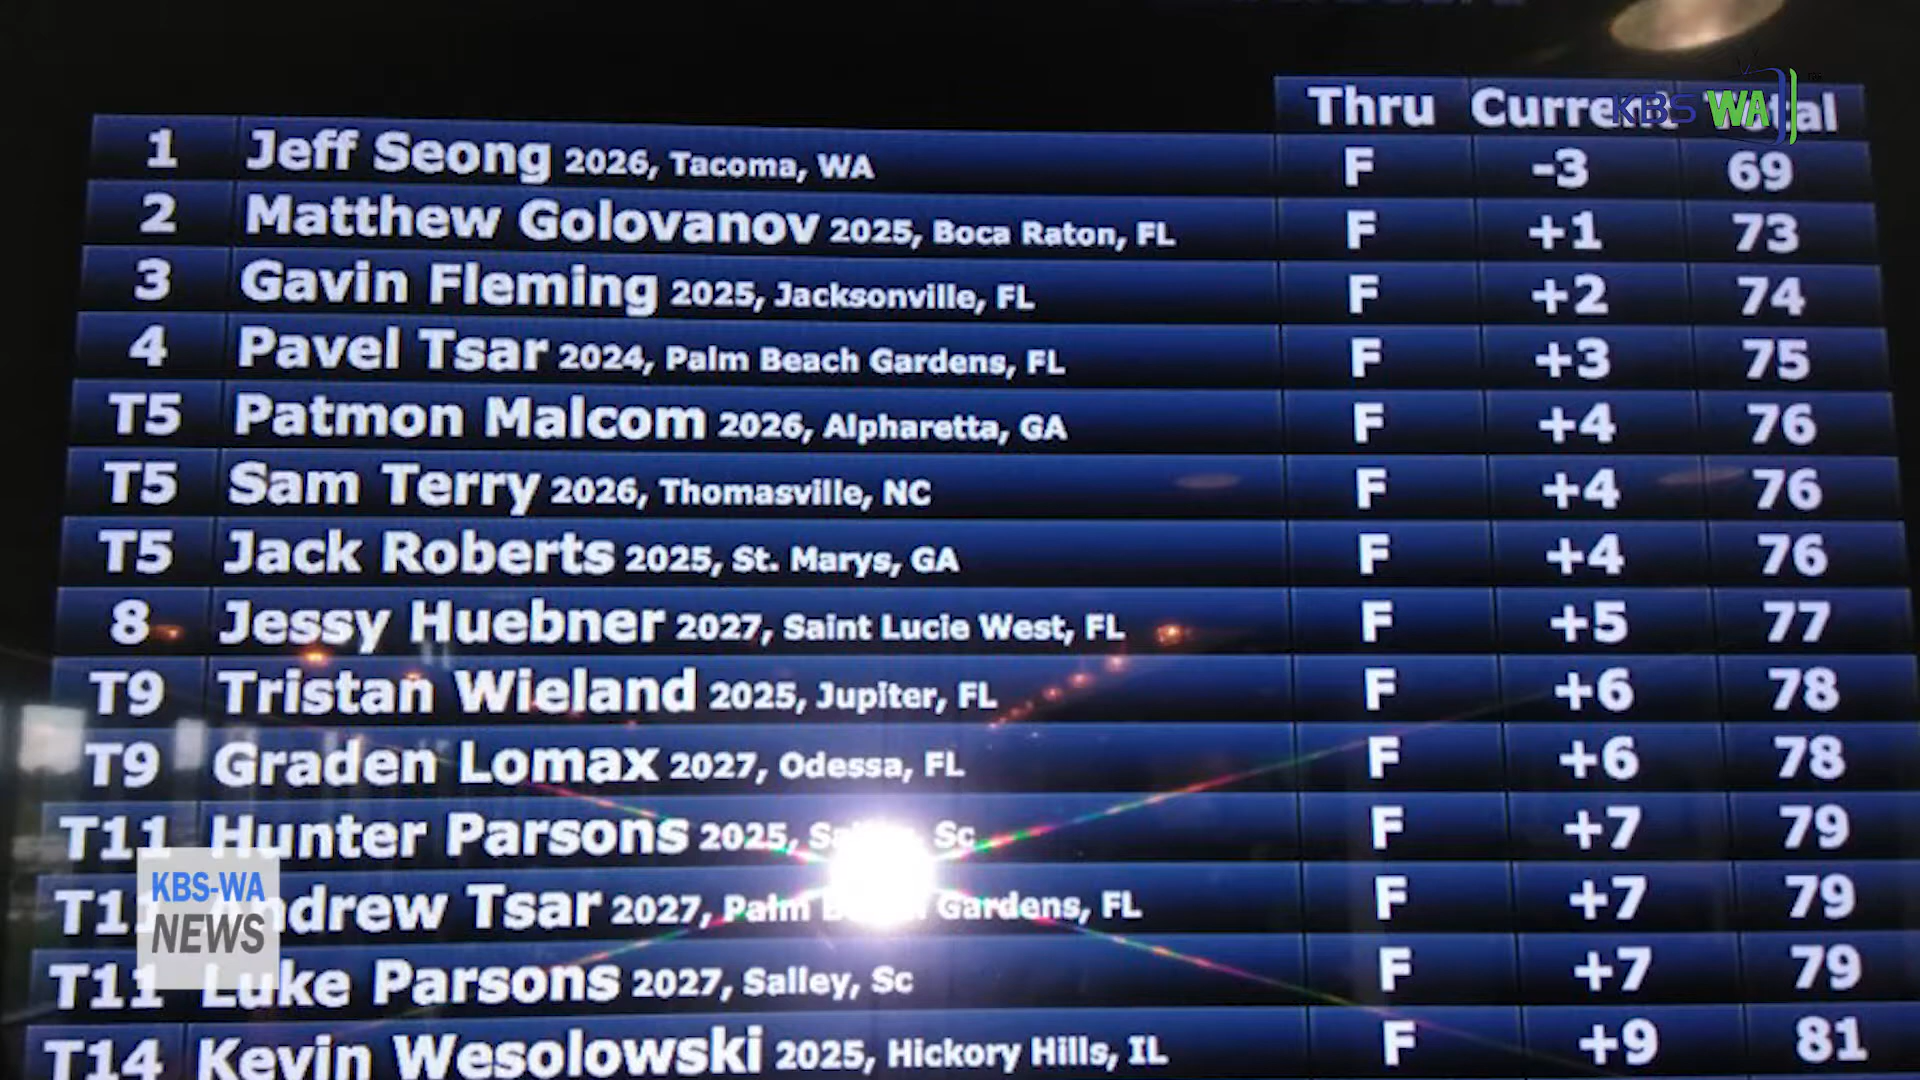 Thru Current Total
KBS WA
1 Jeff Seong 2026, Tacoma, WA F -3 69
2 Matthew Golovanov 2025, Boca Raton, FL F +1 73
3 Gavin Fleming 2025, Jacksonville, FL F +2 74
4 Pavel Tsar 2024, Palm Beach Gardens, FL F +3 75
T5 Patmon Malcom 2026, Alpharetta, GA F +4 76
T5 Sam Terry 2026, Thomasville, NC F +4 76
T5 Jack Roberts 2025, St. Marys, GA F +4 76
8 Jessy Huebner 2027, Saint Lucie West, FL F +5 77
T9 Tristan Wieland 2025, Jupiter, FL F +6 78
T9 Graden Lomax 2027, Odessa, FL F +6 78
T11 Hunter Parsons 2025, Sc F +7 79
T11 Andrew Tsar 2027, Palm Beach Gardens, FL F +7 79
T11 Luke Parsons 2027, Salley, Sc F +7 79
T14 Kevin Wesolowski 2025, Hickory Hills, IL F +9 81
KBS-WA
NEWS